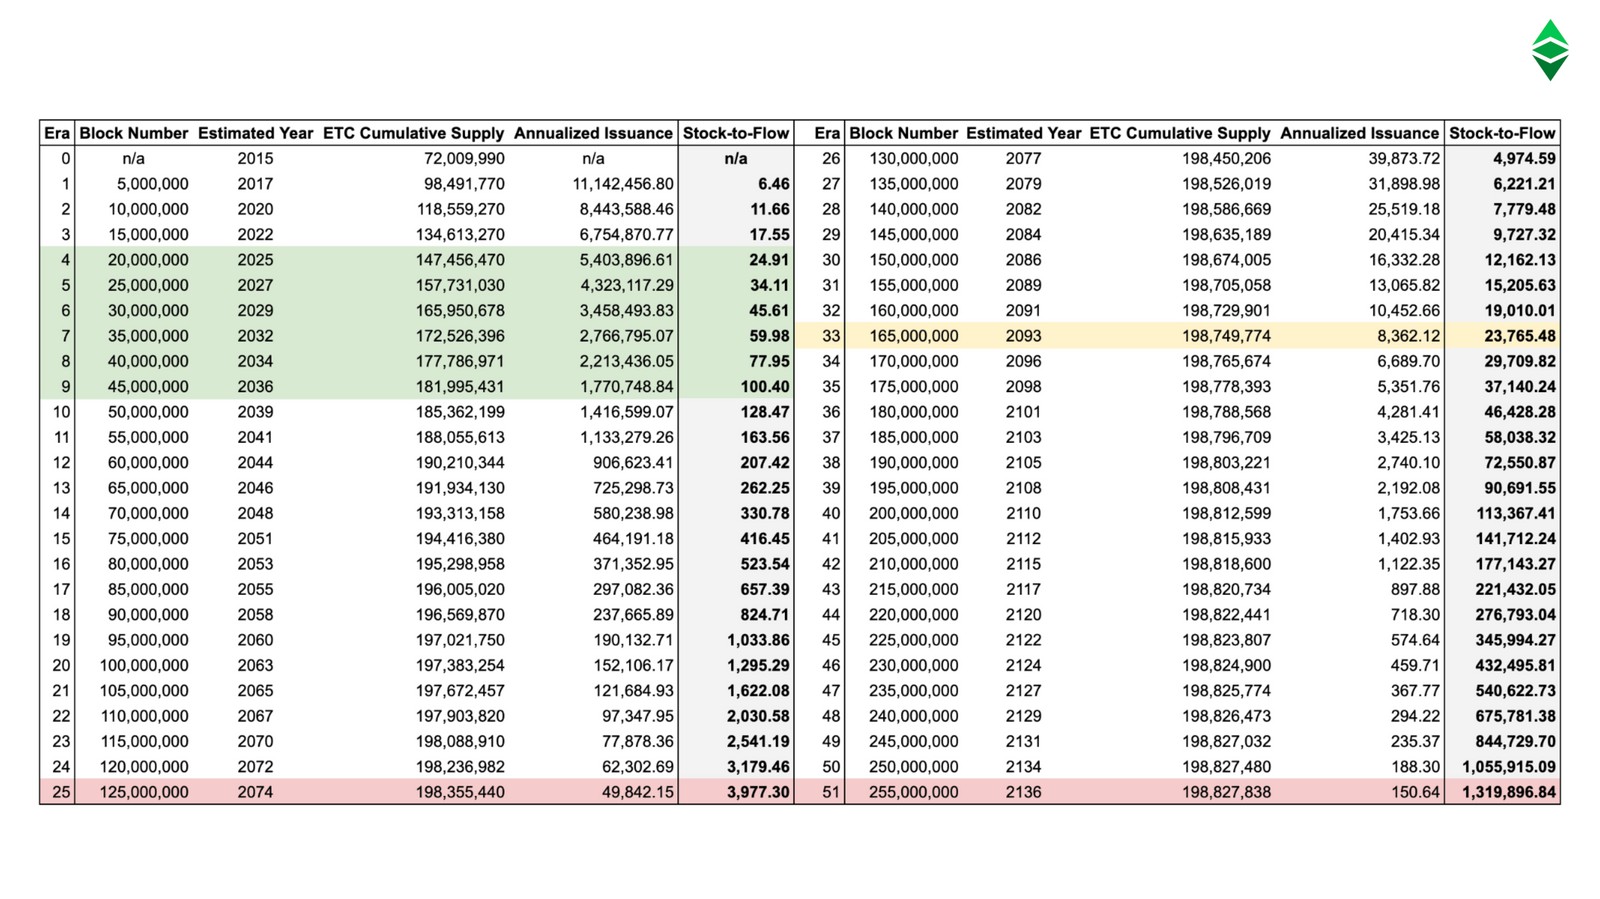 Era Block Number Estimated Year ETC Cumulative Supply Annualized Issuance Stock-to-Flow Era Block Number Estimated Year ETC Cumulative Supply Annualized Issuance Stock-to-Flow
0 n/a 2015 72,009,990 n/a n/a 26 130,000,000 2077 198,450,206 39,873.72 4,974.59
1 5,000,000 2017 98,491,770 11,142,456.80 6.46 27 135,000,000 2079 198,526,019 31,898.98 6,221.21
2 10,000,000 2020 118,559,270 8,443,588.46 11.66 28 140,000,000 2082 198,586,669 25,519.18 7,779.48
3 15,000,000 2022 134,613,270 6,754,870.77 17.55 29 145,000,000 2084 198,635,189 20,415.34 9,727.32
4 20,000,000 2025 147,456,470 5,403,896.61 24.91 30 150,000,000 2086 198,674,005 16,332.28 12,162.13
5 25,000,000 2027 157,731,030 4,323,117.29 34.11 31 155,000,000 2089 198,705,058 13,065.82 15,205.63
6 30,000,000 2029 165,950,678 3,458,493.83 45.61 32 160,000,000 2091 198,729,901 10,452.66 19,010.01
7 35,000,000 2032 172,526,396 2,766,795.07 59.98 33 165,000,000 2093 198,749,774 8,362.12 23,765.48
8 40,000,000 2034 177,786,971 2,213,436.05 77.95 34 170,000,000 2096 198,765,674 6,689.70 29,709.82
9 45,000,000 2036 181,995,431 1,770,748.84 100.40 35 175,000,000 2098 198,778,393 5,351.76 37,140.24
10 50,000,000 2039 185,362,199 1,416,599.07 128.47 36 180,000,000 2101 198,788,568 4,281.41 46,428.28
11 55,000,000 2041 188,055,613 1,133,279.26 163.56 37 185,000,000 2103 198,796,709 3,425.13 58,038.32
12 60,000,000 2044 190,210,344 906,623.41 207.42 38 190,000,000 2105 198,803,221 2,740.10 72,550.87
13 65,000,000 2046 191,934,130 725,298.73 262.25 39 195,000,000 2108 198,808,431 2,192.08 90,691.55
14 70,000,000 2048 193,313,158 580,238.98 330.78 40 200,000,000 2110 198,812,599 1,753.66 113,367.41
15 75,000,000 2051 194,416,380 464,191.18 416.45 41 205,000,000 2112 198,815,933 1,402.93 141,712.24
16 80,000,000 2053 195,298,958 371,352.95 523.54 42 210,000,000 2115 198,818,600 1,122.35 177,143.27
17 85,000,000 2055 196,005,020 297,082.36 657.39 43 215,000,000 2117 198,820,734 897.88 221,432.05
18 90,000,000 2058 196,569,870 237,665.89 824.71 44 220,000,000 2120 198,822,441 718.30 276,793.04
19 95,000,000 2060 197,021,750 190,132.71 1,033.86 45 225,000,000 2122 198,823,807 574.64 345,994.27
20 100,000,000 2063 197,383,254 152,106.17 1,295.29 46 230,000,000 2124 198,824,900 459.71 432,495.81
21 105,000,000 2065 197,672,457 121,684.93 1,622.08 47 235,000,000 2127 198,825,774 367.77 540,622.73
22 110,000,000 2067 197,903,820 97,347.95 2,030.58 48 240,000,000 2129 198,826,473 294.22 675,781.38
23 115,000,000 2070 198,088,910 77,878.36 2,541.19 49 245,000,000 2131 198,827,032 235.37 844,729.70
24 120,000,000 2072 198,236,982 62,302.69 3,179.46 50 250,000,000 2134 198,827,480 188.30 1,055,915.09
25 125,000,000 2074 198,355,440 49,842.15 3,977.30 51 255,000,000 2136 198,827,838 150.64 1,319,896.84